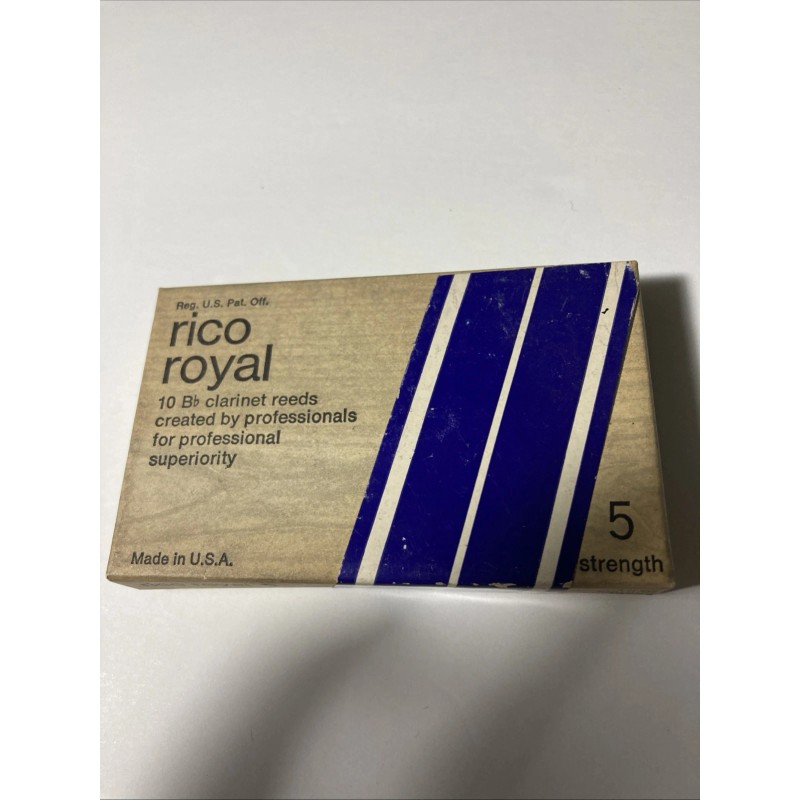 Reg. U.S. Pat. Off.
rico
royal
10 B♭ clarinet reeds
created by professionals
for professional
superiority
Made in U.S.A.
5
strength